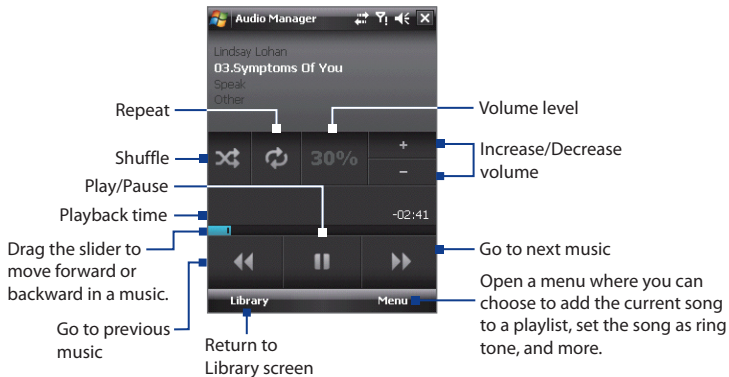 Audio Manager
Lindsay Lohan
03.Symptoms Of You
Speak
Other
Repeat
Volume level
Shuffle
30%
+
−
Increase/Decrease
volume
Play/Pause
Playback time
-02:41
Drag the slider to
move forward or
backward in a music.
Go to next music
Go to previous
music
Library
Menu
Open a menu where you can
choose to add the current song
to a playlist, set the song as ring
tone, and more.
Return to
Library screen